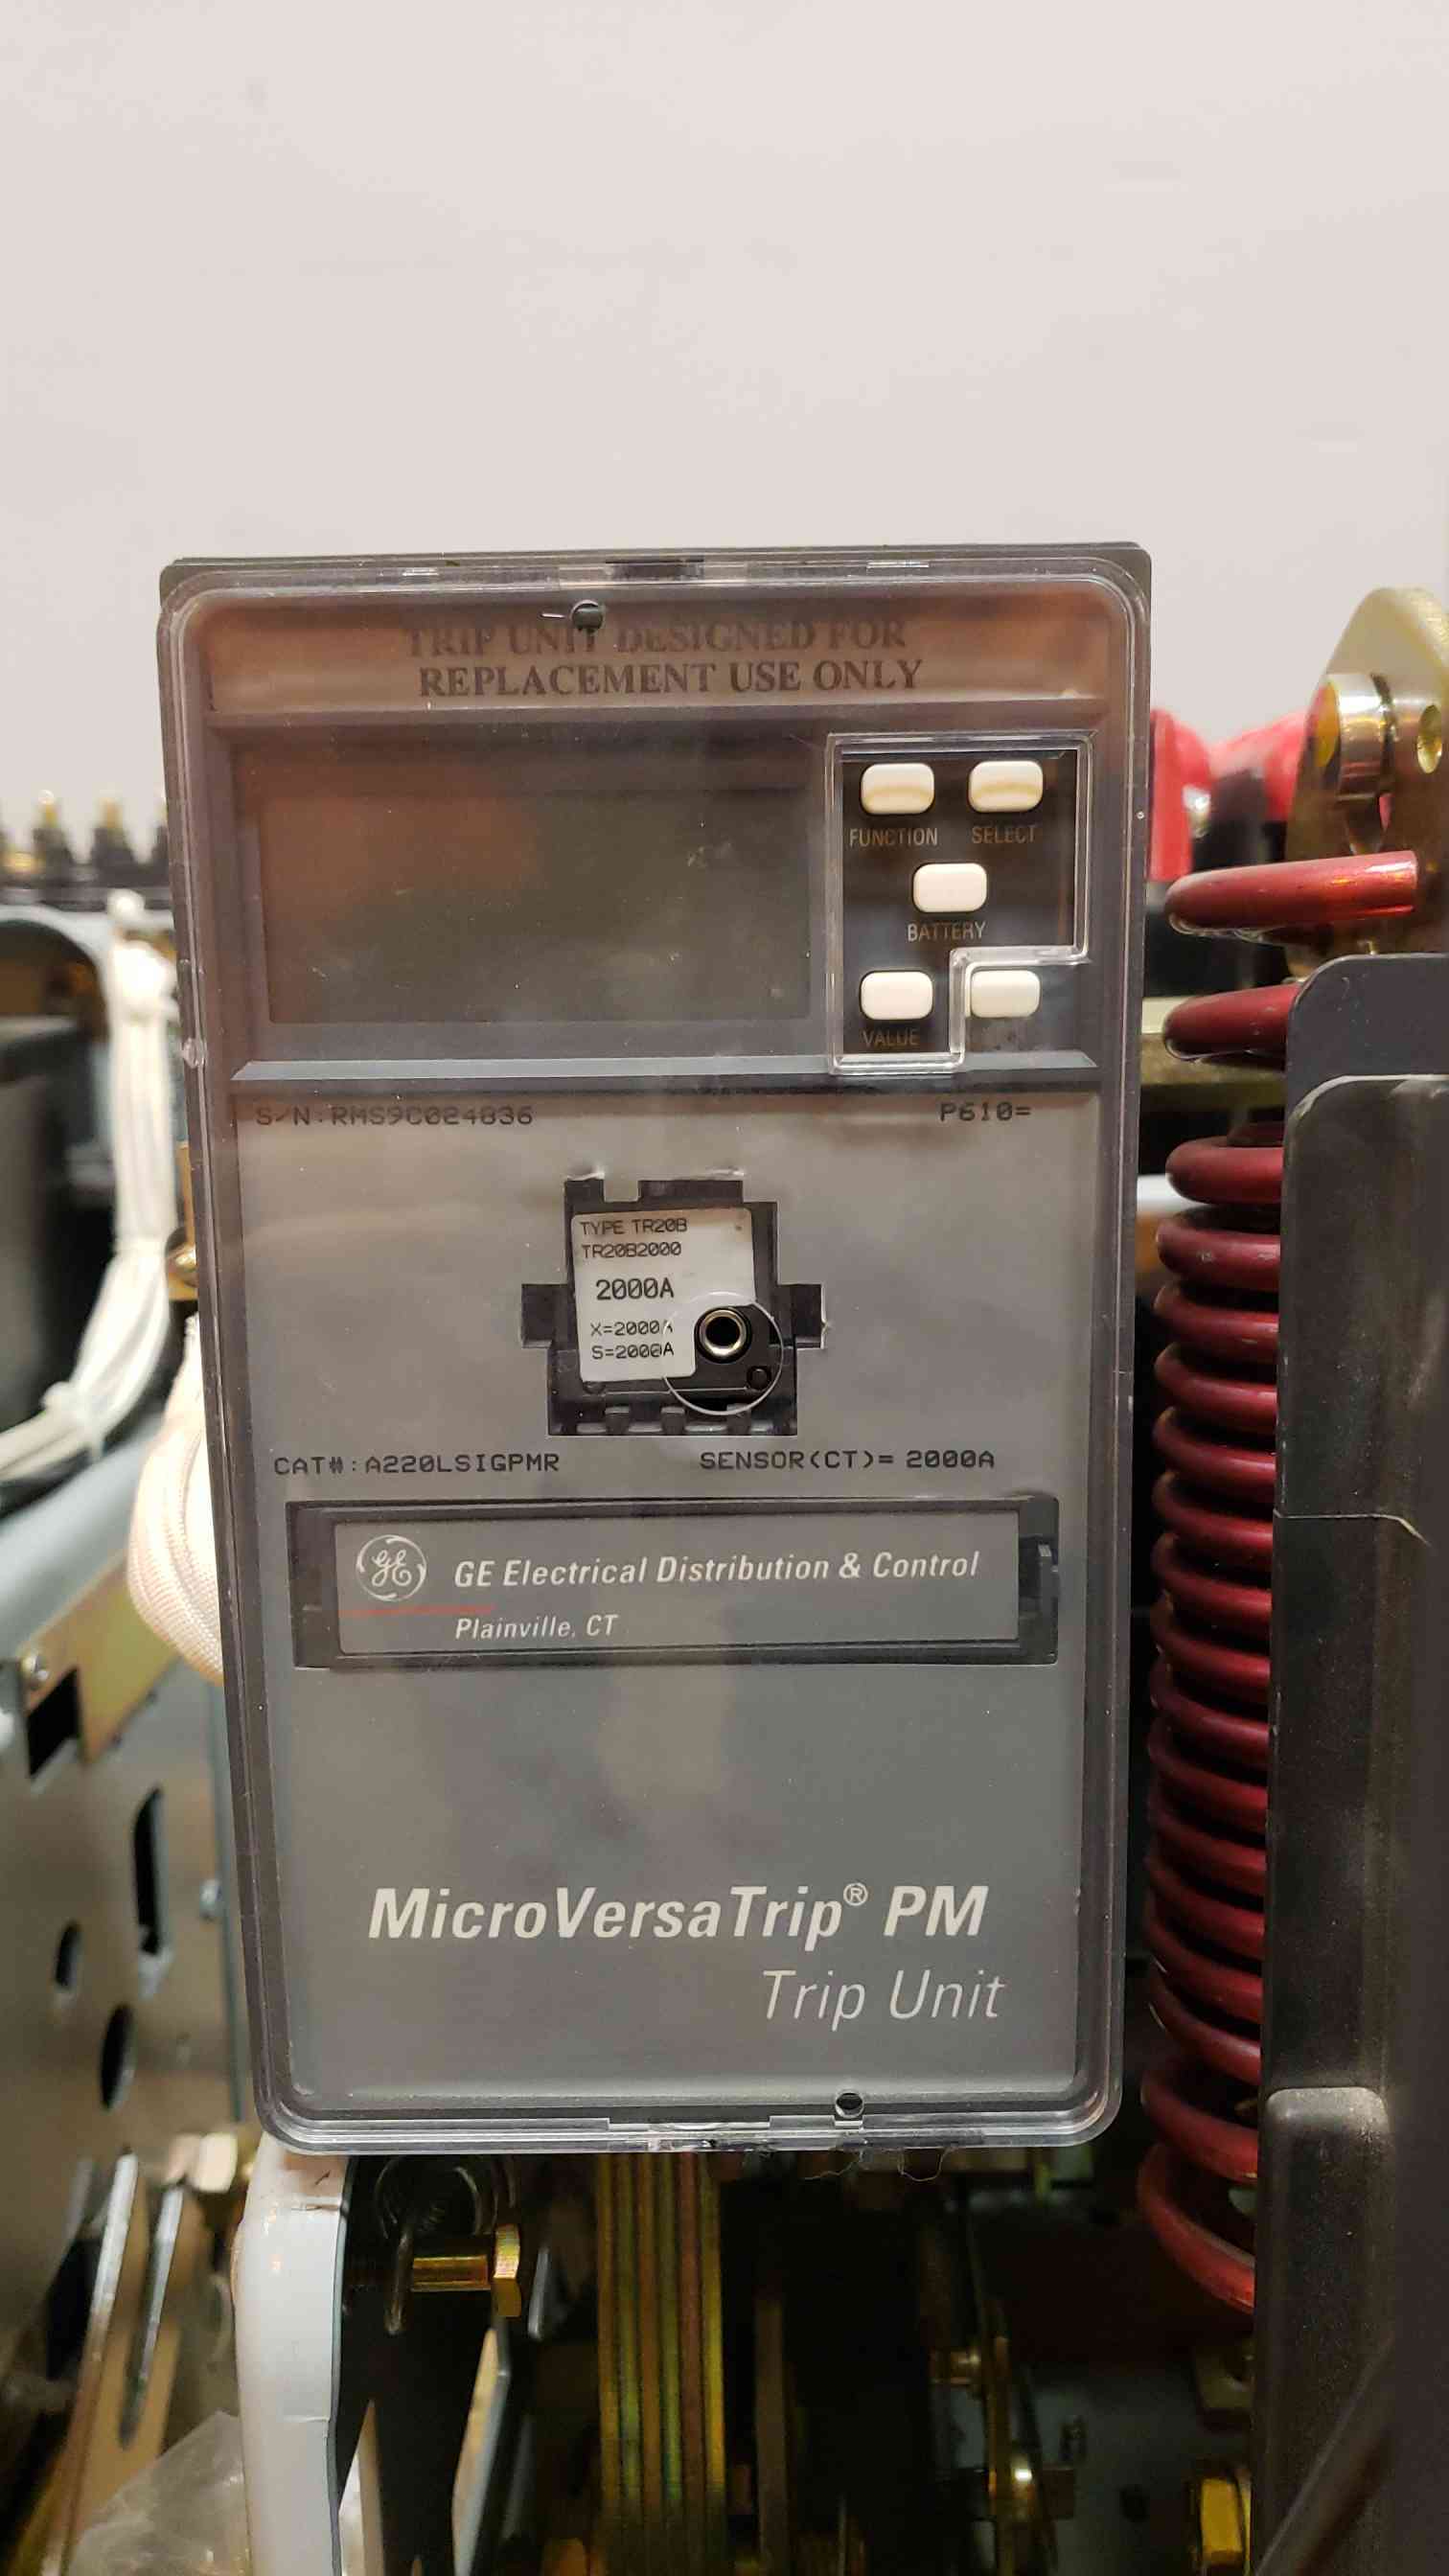 TRIP UNIT DESIGNED FOR
REPLACEMENT USE ONLY
FUNCTION SELECT
BATTERY
VALUE
S/N:RMS9C024836 P610=
TYPE TR20B
TR20B2000
2000A
X=2000A
S=2000A
CAT#:A220LSIGPMR SENSOR(CT)= 2000A
GE
GE Electrical Distribution & Control
Plainville, CT
MicroVersaTrip® PM
Trip Unit